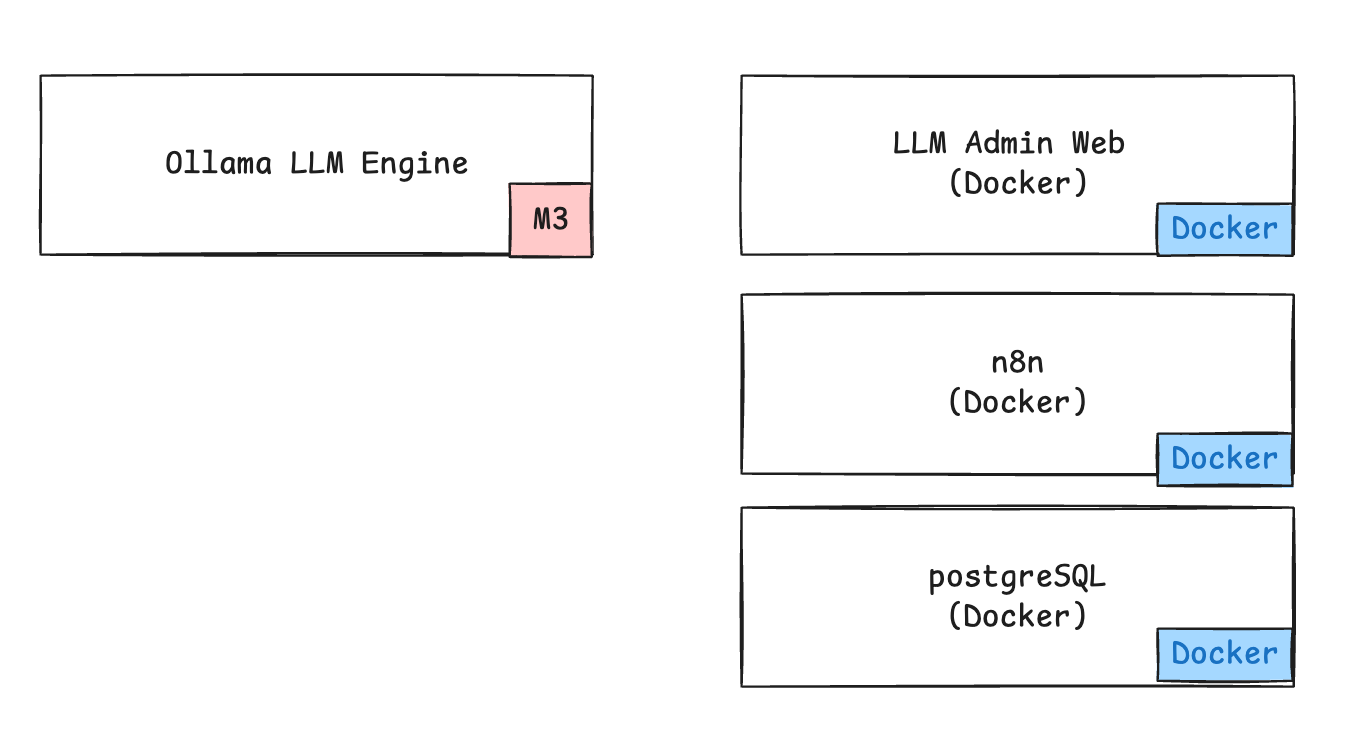 Ollama LLM Engine
M3
LLM Admin Web
(Docker)
Docker
n8n
(Docker)
Docker
postgreSQL
(Docker)
Docker